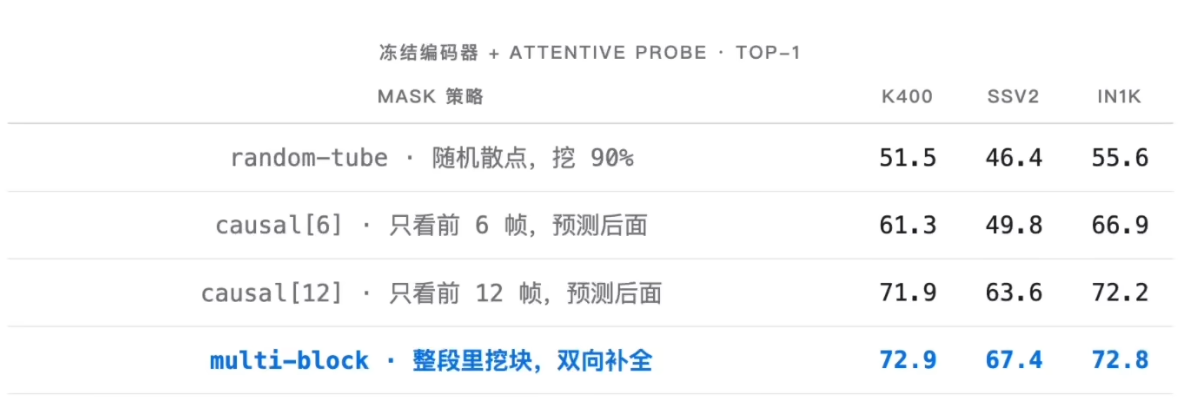 冻结编码器 + ATTENTIVE PROBE · TOP-1
MASK 策略 K400 SSV2 IN1K
random-tube · 随机散点，挖 90% 51.5 46.4 55.6
causal[6] · 只看前 6 帧，预测后面 61.3 49.8 66.9
causal[12] · 只看前 12 帧，预测后面 71.9 63.6 72.2
multi-block · 整段里挖块，双向补全 72.9 67.4 72.8